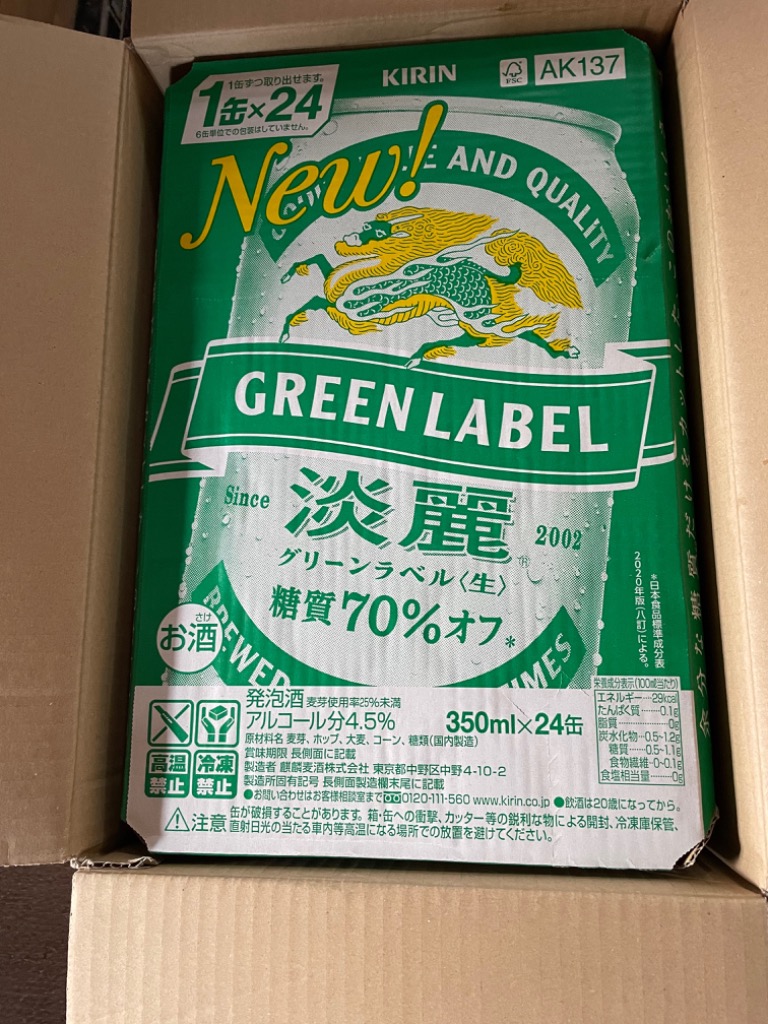 1缶ずつ取り出せます。
1缶×24
6缶単位での包装はしていません。
KIRIN
FSC
AK137
New!
AND QUALITY
GREEN LABEL
Since 2002
淡麗®
グリーンラベル〈生〉
糖質70%オフ*
さけ
お酒
BREWED
TIMES
*日本食品標準成分表
2020年版(八訂)による。
発泡酒 麦芽使用率25%未満
アルコール分4.5%
350ml×24缶
原材料名 麦芽、ホップ、大麦、コーン、糖類(国内製造)
賞味期限 長側面に記載
製造者 麒麟麦酒株式会社 東京都中野区中野4-10-2
製造所固有記号 長側面製造欄末尾に記載
●お問い合わせはお客様相談室まで 0120-111-560 www.kirin.co.jp ●飲酒は20歳になってから。
高温禁止
冷凍禁止
栄養成分表示(100ml当たり)
エネルギー…29kcal
たんぱく質…0.1g
脂質…0g
炭水化物…0.5-1.2g
糖質…0.5-1.1g
食物繊維…0-0.1g
食塩相当量…0g
注意 缶が破損することがあります。箱・缶への衝撃、カッター等の鋭利な物による開封、冷凍庫保管、
直射日光の当たる車内等高温になる場所での放置を避けてください。